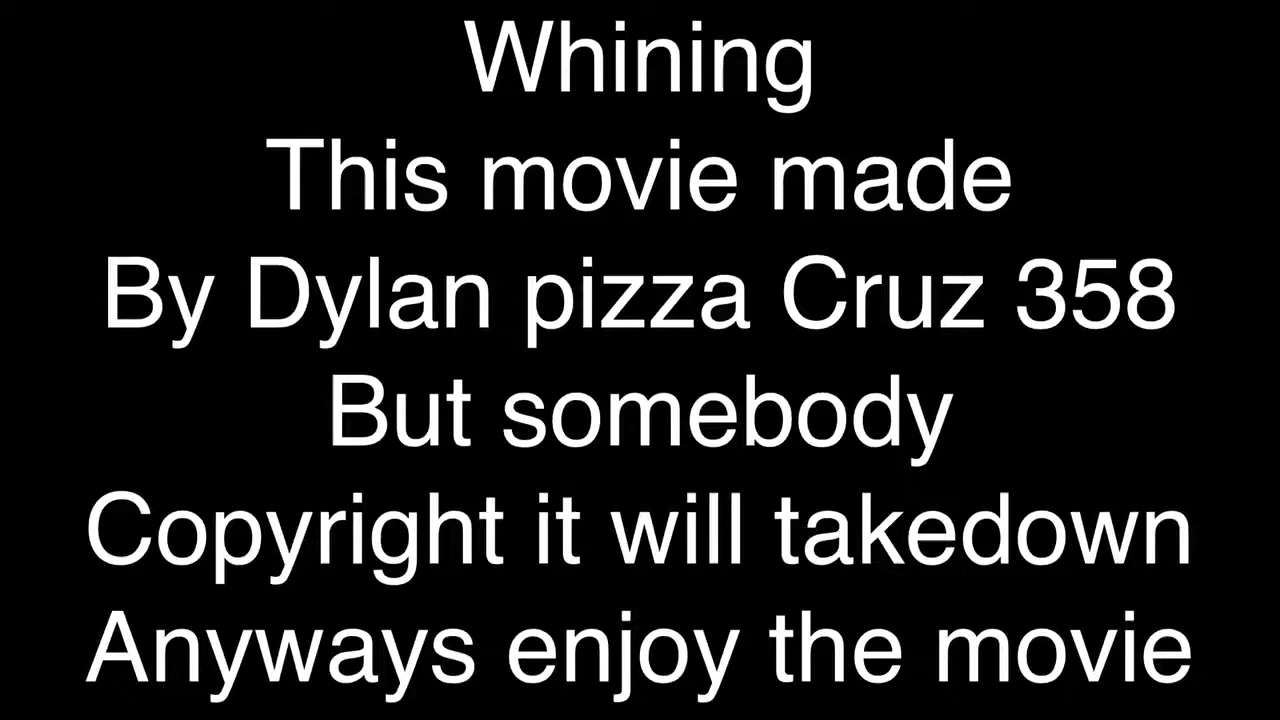 Whining
This movie made
By Dylan pizza Cruz 358
But somebody
Copyright it will takedown
Anyways enjoy the movie